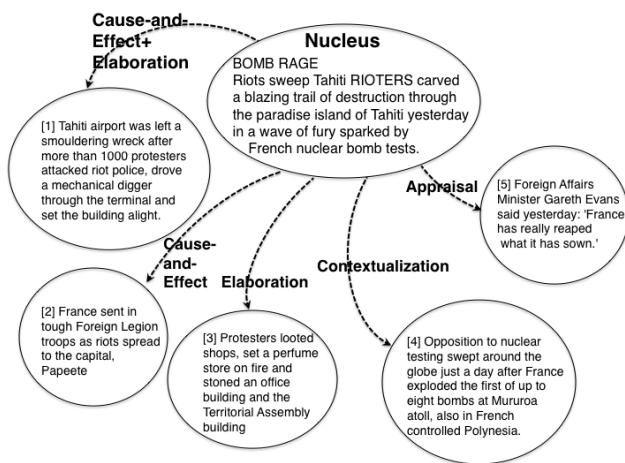 Cause-and-
Effect+
Elaboration
Nucleus
BOMB RAGE
Riots sweep Tahiti RIOTERS carved
a blazing trail of destruction through
the paradise island of Tahiti yesterday
in a wave of fury sparked by
French nuclear bomb tests.
[1] Tahiti airport was left a
smouldering wreck after
more than 1000 protesters
attacked riot police, drove
a mechanical digger
through the terminal and
set the building alight.
Appraisal
[5] Foreign Affairs
Minister Gareth Evans
said yesterday: 'France
has really reaped
what it has sown.'
Cause-
and-
Effect
Elaboration
Contextualization
[2] France sent in
tough Foreign Legion
troops as riots spread
to the capital,
Papeete
[3] Protesters looted
shops, set a perfume
store on fire and
stoned an office
building and the
Territorial Assembly
building
[4] Opposition to nuclear
testing swept around the
globe just a day after France
exploded the first of up to
eight bombs at Mururoa
atoll, also in French
controlled Polynesia.